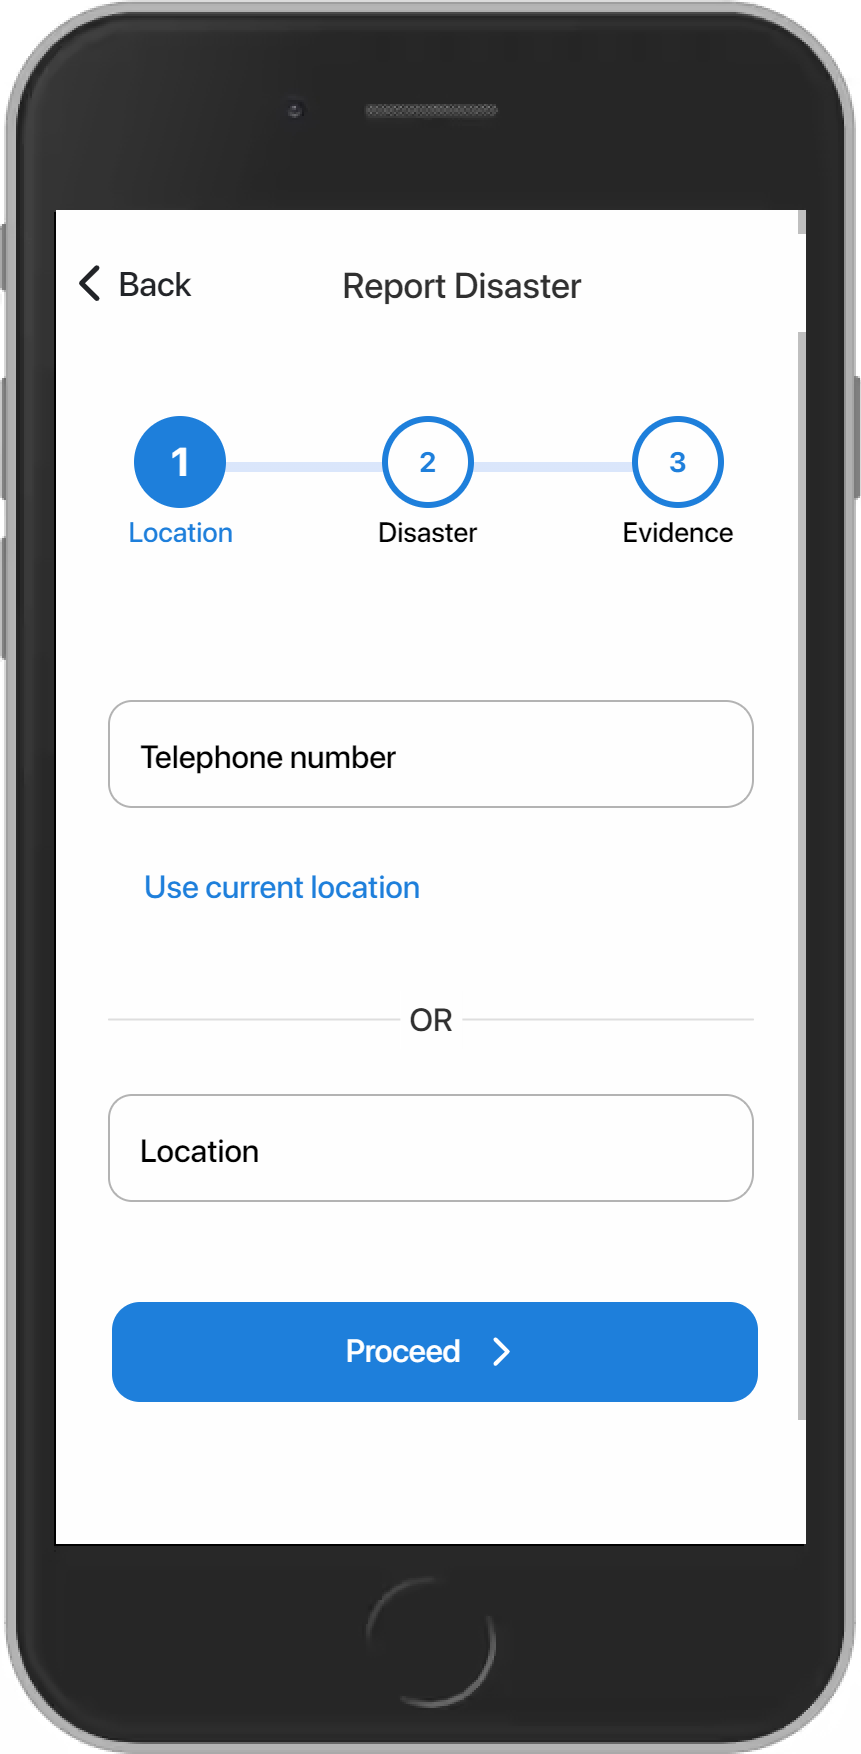 Back
Report Disaster
1
2
3
Location
Disaster
Evidence
Telephone number
Use current location
OR
Location
Proceed